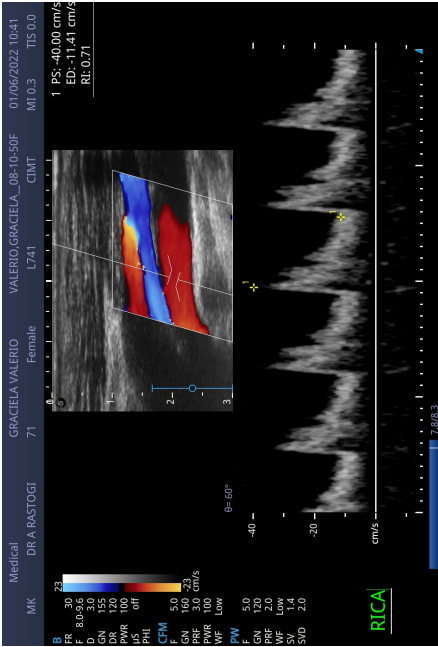 MK Medical GRACIELA VALERIO VALERIO,GRACIELA__08-10-50F 01/06/2022 10:41
DR A RASTOGI 71 Female L741 CIMT MI 0.3 TIS 0.0
1 PS: -40.00 cm/s
ED: -11.41 cm/s
RI: 0.71
B
FR 30
F 8.0-9.6
D 3.0
GN 155
DR 120
PWR 100
µS off
PHI
CFM
F 5.0
GN 160
PRF 3.0
PWR 100
WF Low
PW
F 5.0
GN 120
PRF 2.0
WF Low
SV 1.4
SVD 2.0
23
-23
cm/s
0
1
2
3
S
θ= 60°
1
1
-40
-20
cm/s
RICA
7.8/8.3